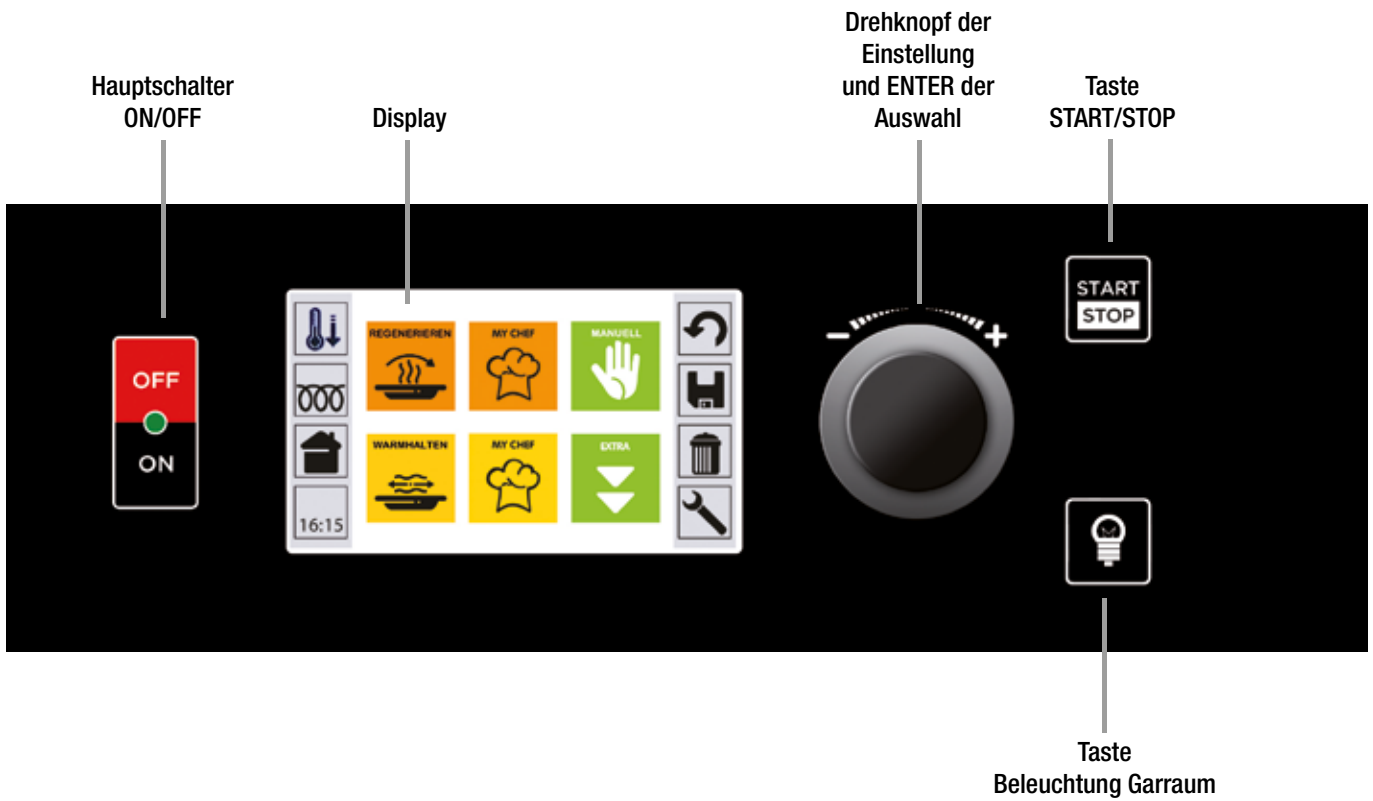 Hauptschalter
ON/OFF
Display
Drehknopf der
Einstellung
und ENTER der
Auswahl
Taste
START/STOP
OFF
ON
REGENERIEREN
MY CHEF
MANUELL
WARMHALTEN
MY CHEF
EXTRA
16:15
– +
START
STOP
Taste
Beleuchtung Garraum